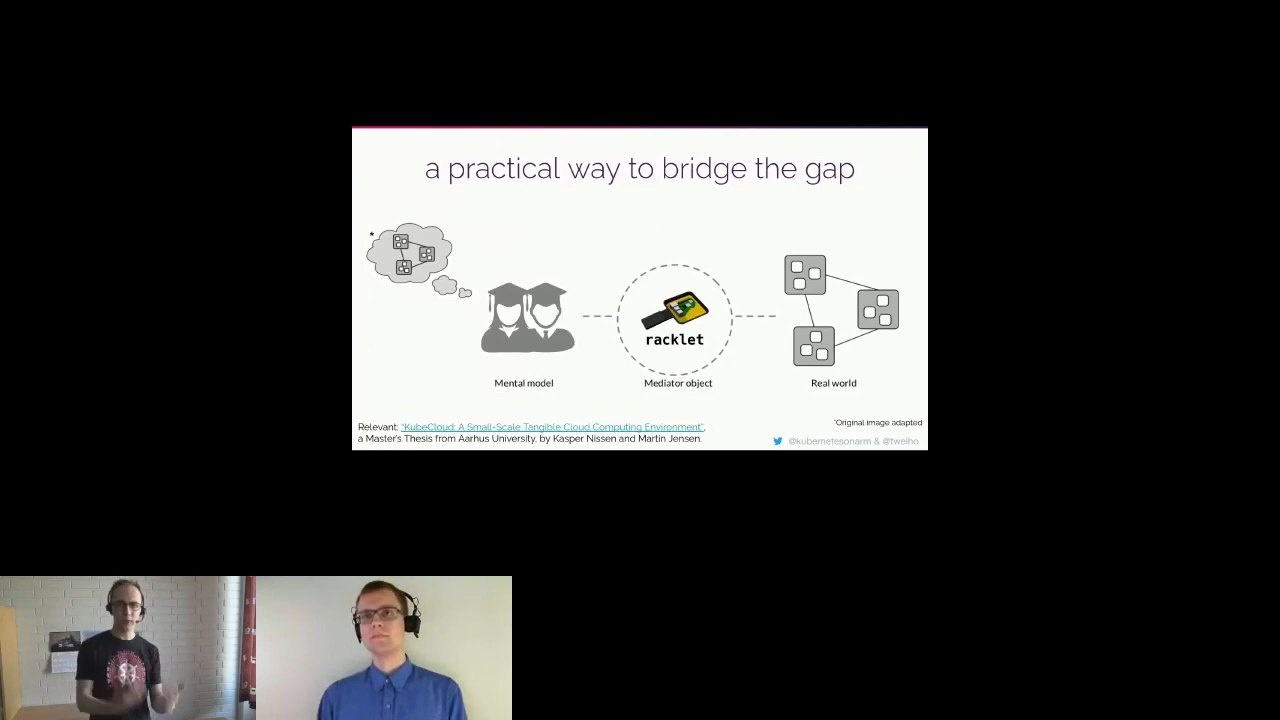 a practical way to bridge the gap
*
racklet
Mental model
Mediator object
Real world
Relevant: "KubeCloud: A Small-Scale Tangible Cloud Computing Environment",
a Master's Thesis from Aarhus University, by Kasper Nissen and Martin Jensen.
*Original image adapted
@kubernetesonarm & @twelho